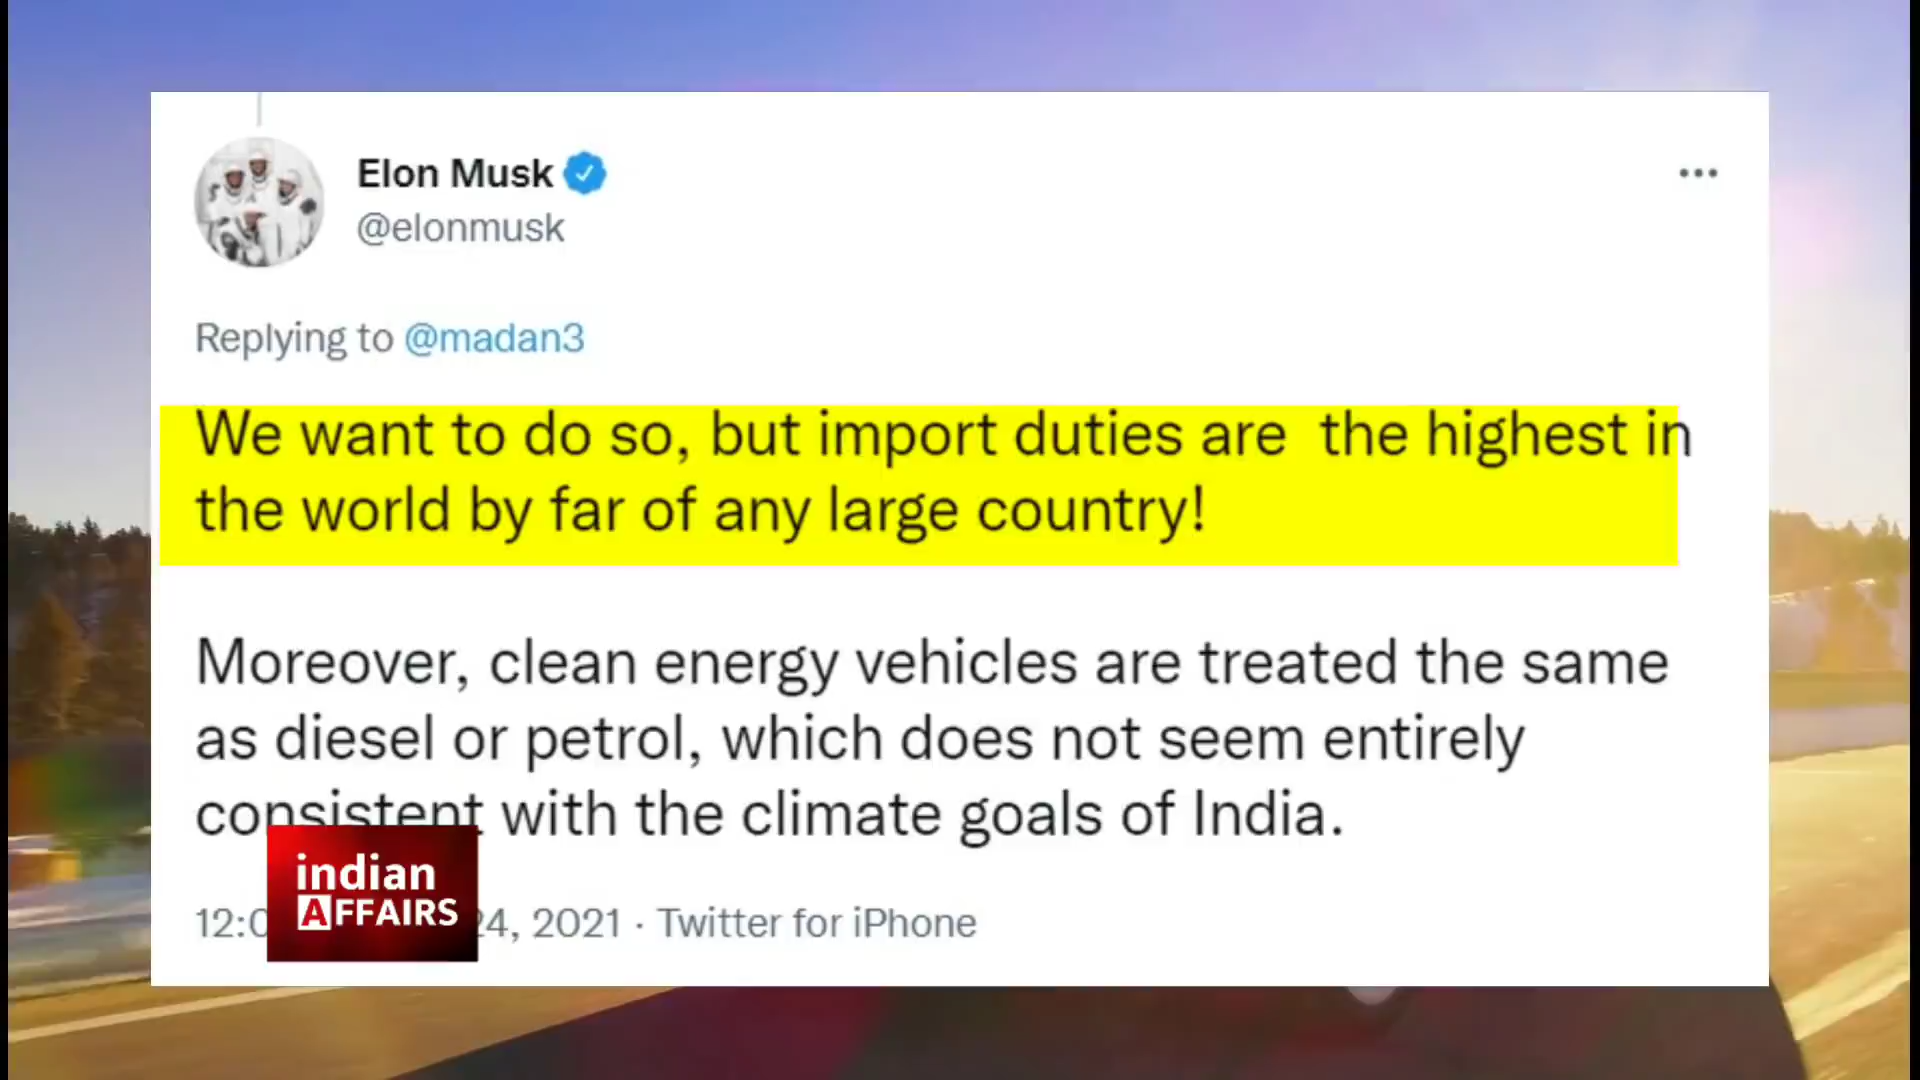 Elon Musk
@elonmusk
Replying to @madan3
We want to do so, but import duties are the highest in
the world by far of any large country!
Moreover, clean energy vehicles are treated the same
as diesel or petrol, which does not seem entirely
consistent with the climate goals of India.
24, 2021 · Twitter for iPhone
indian
AFFAIRS